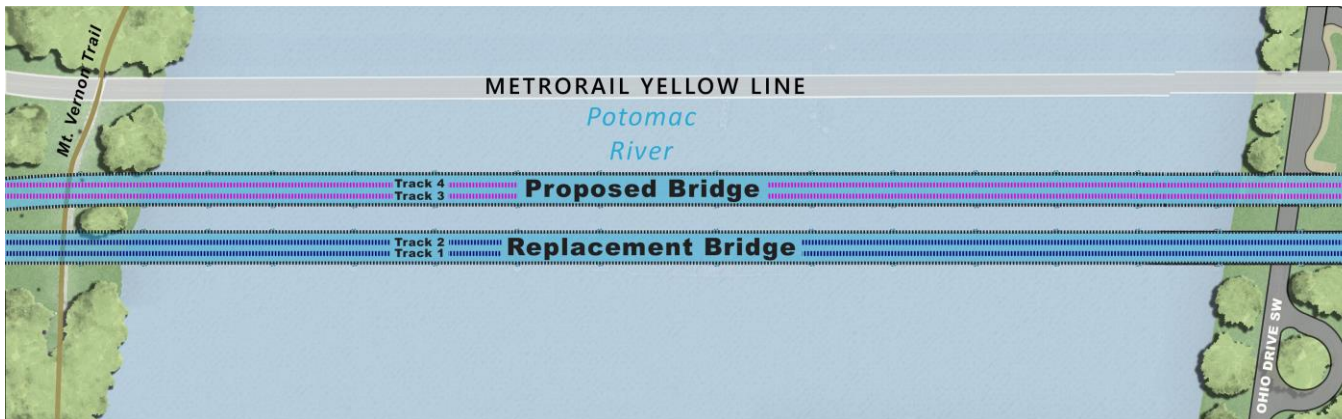 Mt. Vernon Trail
METRORAIL YELLOW LINE
Potomac
River
Track 4
Track 3
Proposed Bridge
Track 2
Track 1
Replacement Bridge
OHIO DRIVE SW